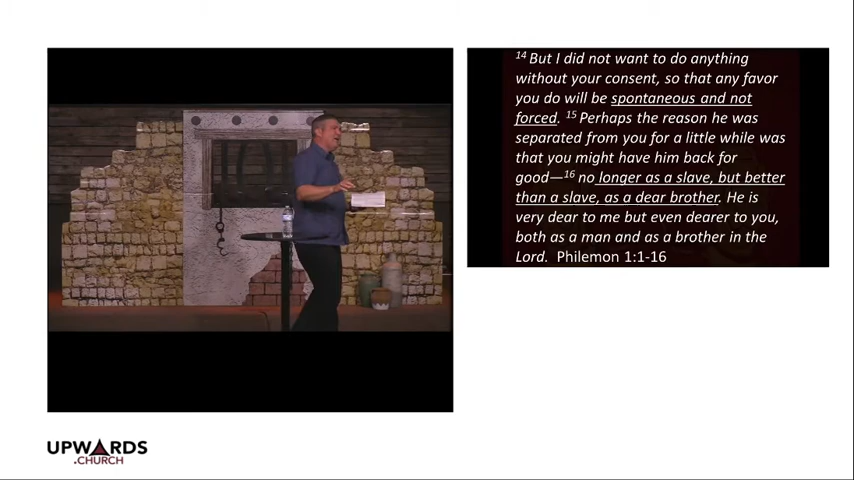 14 But I did not want to do anything
without your consent, so that any favor
you do will be spontaneous and not
forced. 15 Perhaps the reason he was
separated from you for a little while was
that you might have him back for
good—16 no longer as a slave, but better
than a slave, as a dear brother. He is
very dear to me but even dearer to you,
both as a man and as a brother in the
Lord. Philemon 1:1-16
UPWARDS
.CHURCH